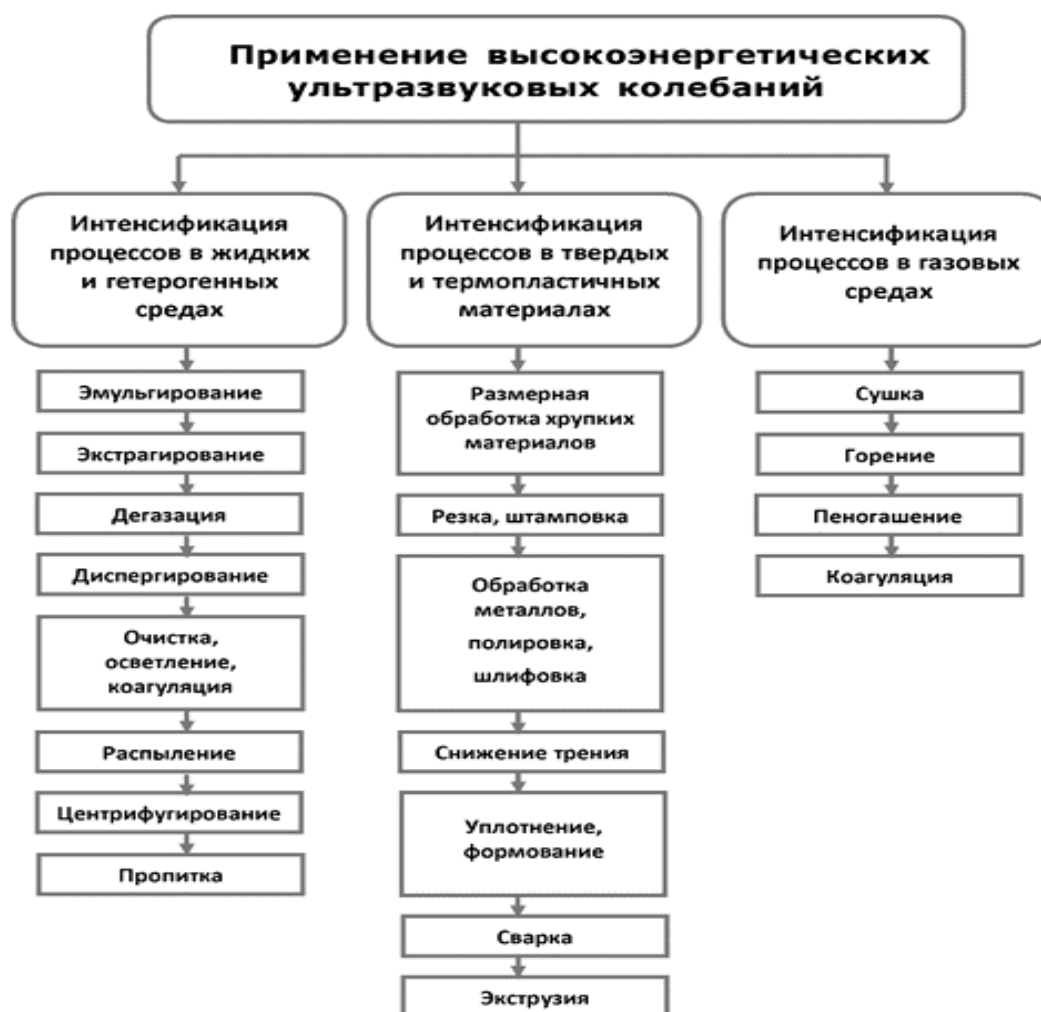 Применение высокоэнергетических
ультразвуковых колебаний
Интенсификация
процессов в жидких
и гетерогенных
средах
Эмульгирование
Экстрагирование
Дегазация
Диспергирование
Очистка,
осветление,
коагуляция
Распыление
Центрифугирование
Пропитка
Интенсификация
процессов в твердых
и термопластичных
материалах
Размерная
обработка хрупких
материалов
Резка, штамповка
Обработка
металлов,
полировка,
шлифовка
Снижение трения
Уплотнение,
формование
Сварка
Экструзия
Интенсификация
процессов в газовых
средах
Сушка
Горение
Пеногашение
Коагуляция